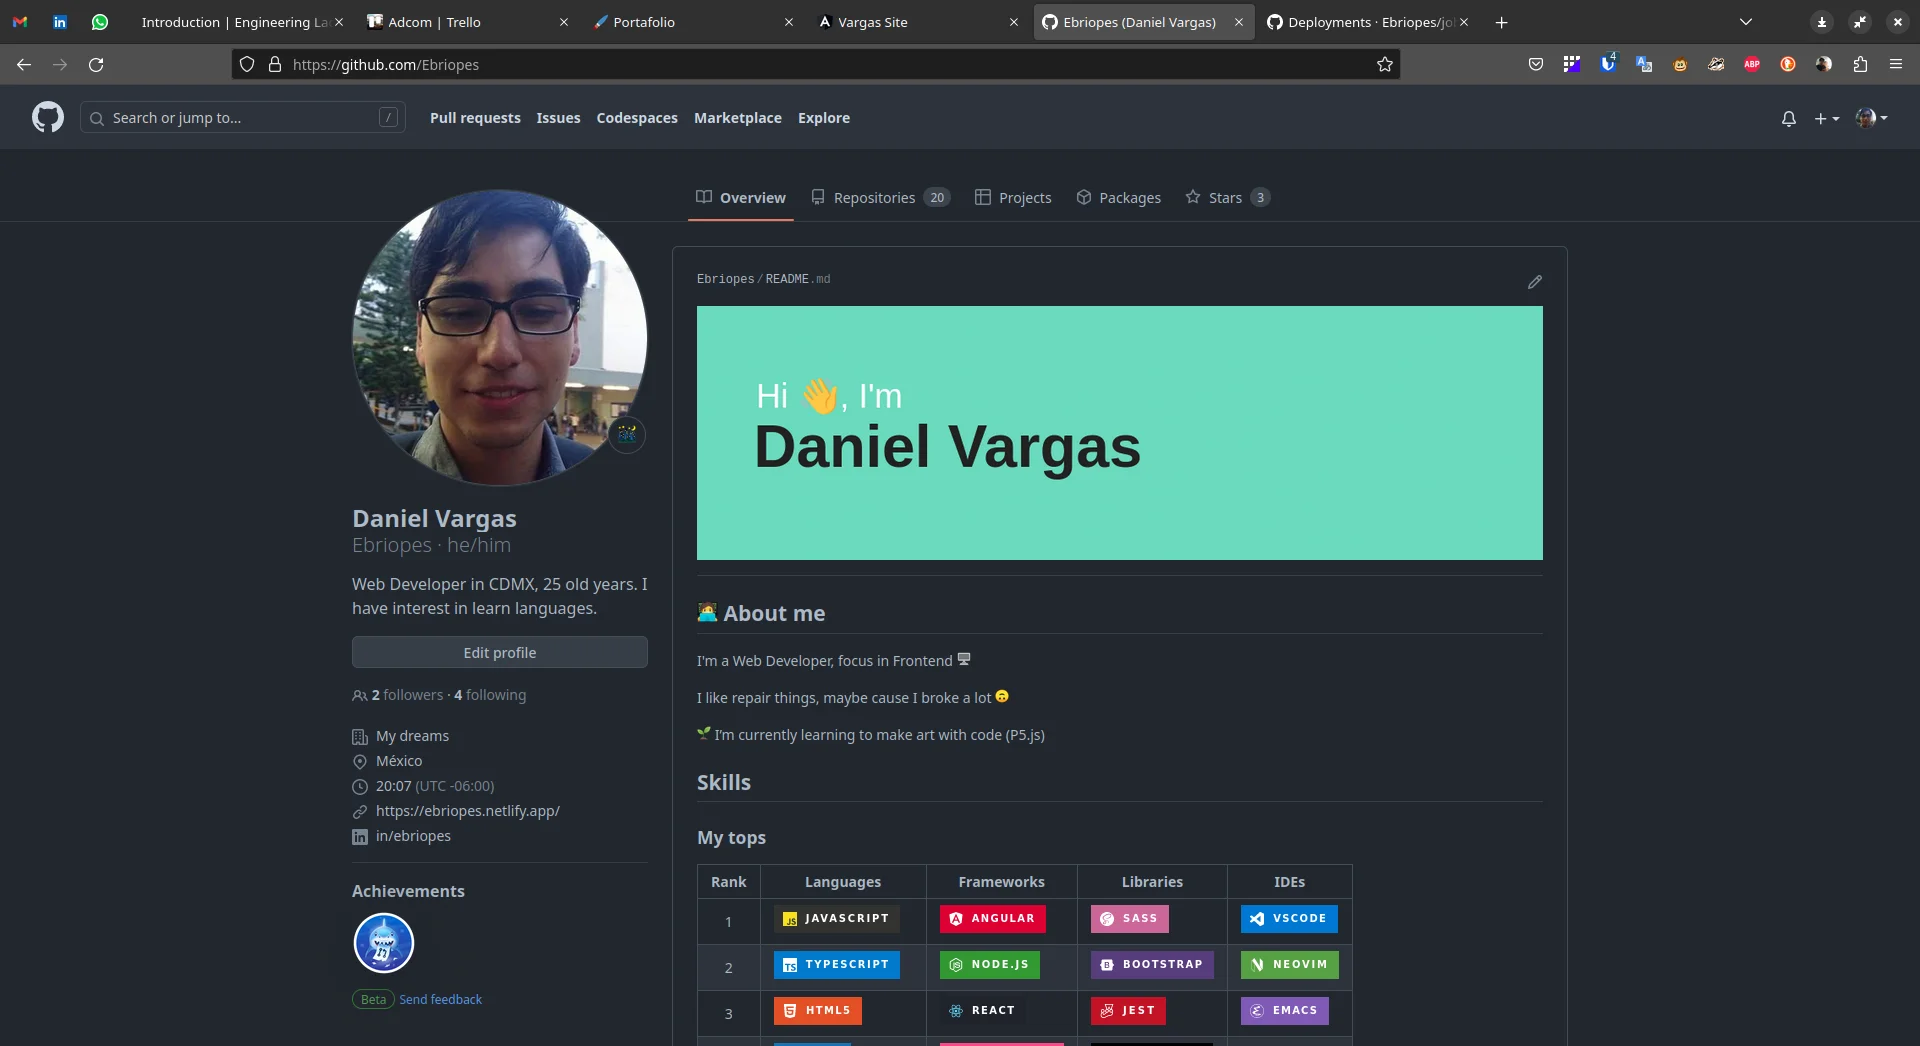 Introduction | Engineering La
Adcom | Trello
Portafolio
Vargas Site
Ebriopes (Daniel Vargas)
Deployments · Ebriopes/jo
https://github.com/Ebriopes
4
ABP
Search or jump to...
/
Pull requests
Issues
Codespaces
Marketplace
Explore
Overview
Repositories 20
Projects
Packages
Stars 3
Ebriopes/README.md
Hi 👋, I'm
Daniel Vargas
Daniel Vargas
Ebriopes · he/him
Web Developer in CDMX, 25 old years. I
have interest in learn languages.
Edit profile
2 followers · 4 following
My dreams
México
20:07 (UTC -06:00)
https://ebriopes.netlify.app/
in/ebriopes
Achievements
Beta Send feedback
About me
I'm a Web Developer, focus in Frontend 🖥️
I like repair things, maybe cause I broke a lot 🙃
🌱 I'm currently learning to make art with code (P5.js)
Skills
My tops
Rank Languages Frameworks Libraries IDEs
1 JS JAVASCRIPT ANGULAR SASS VSCODE
2 TS TYPESCRIPT NODE.JS BOOTSTRAP NEOVIM
3 HTML5 REACT JEST EMACS